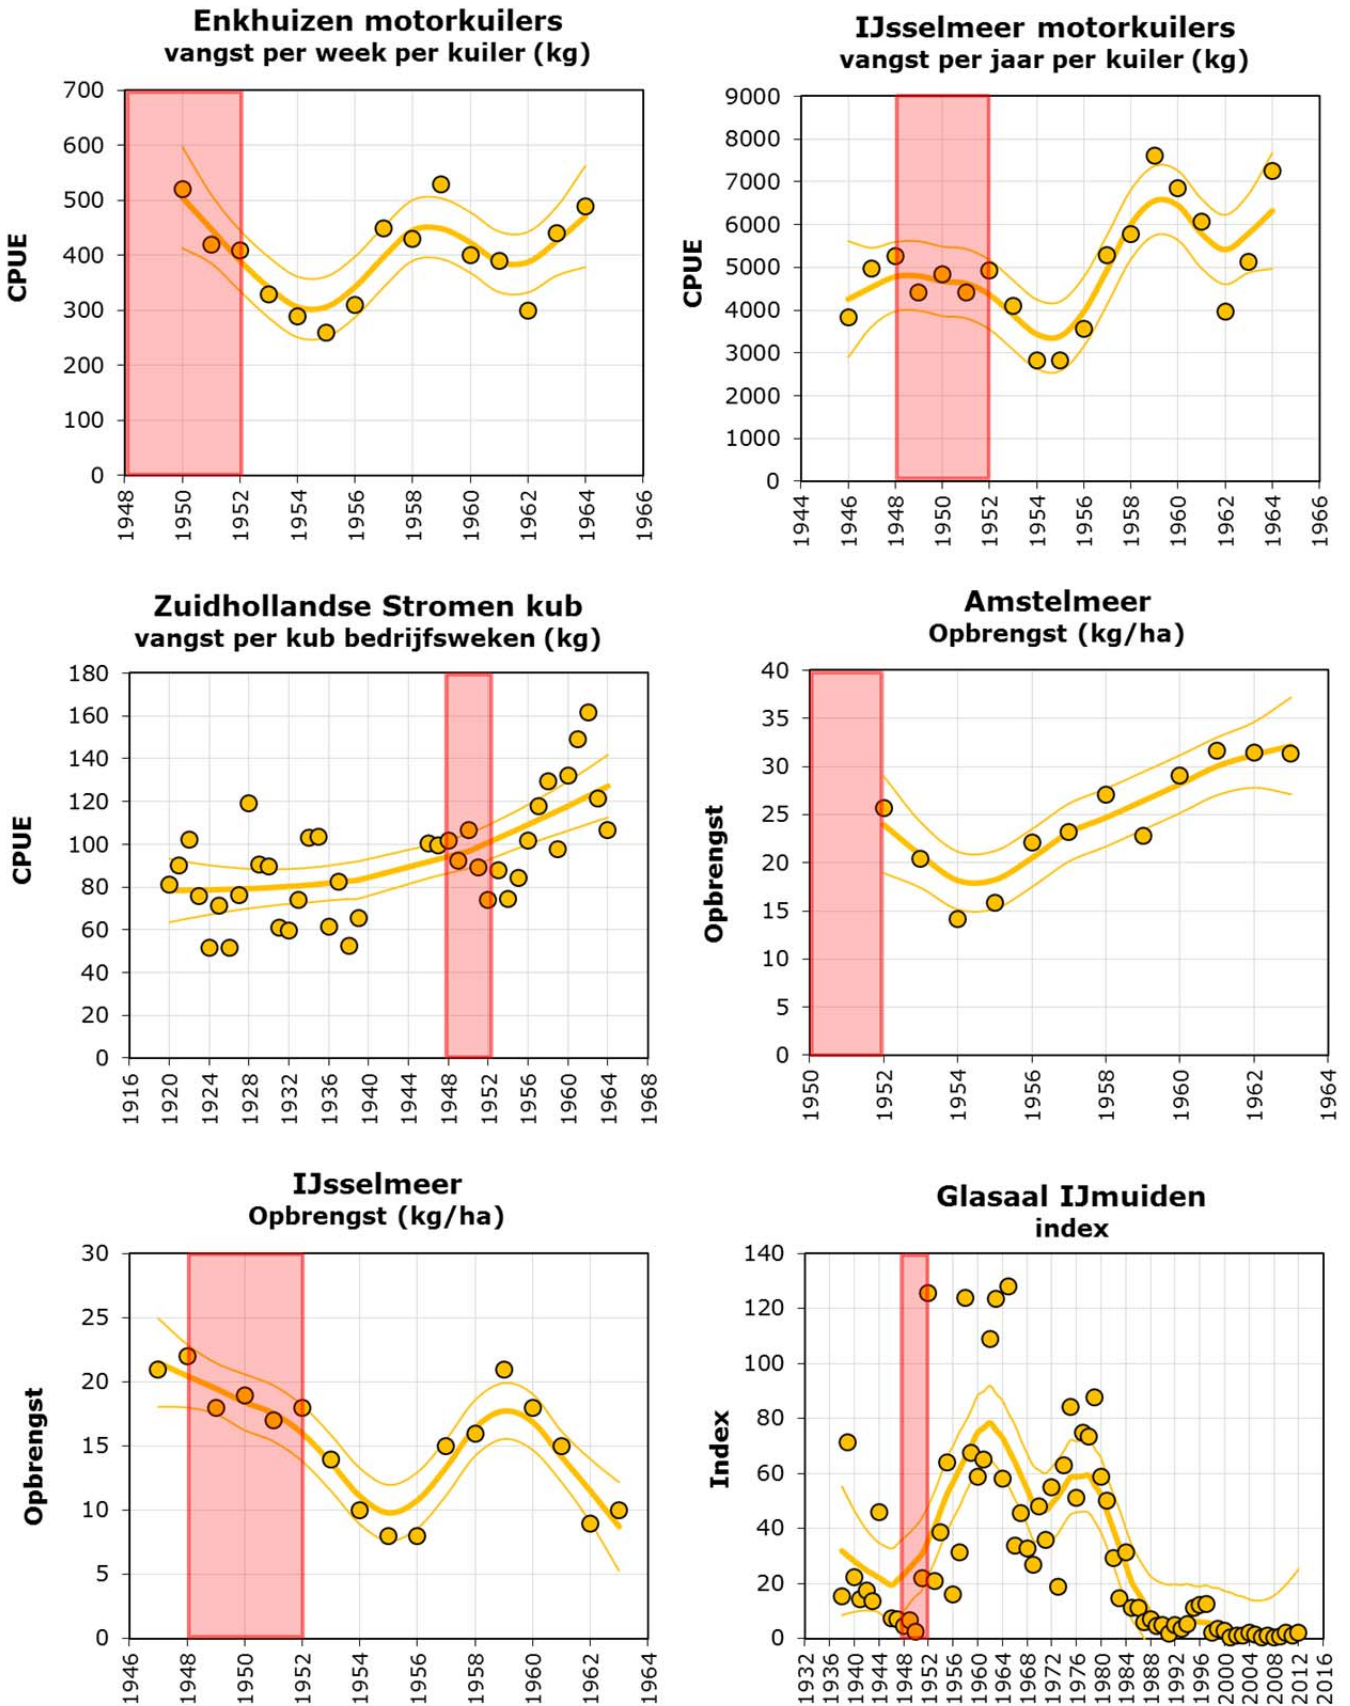 Enkhuizen motorkuilers
vangst per week per kuiler (kg)
700
600
500
400
300
200
100
0
CPUE
1948 1950 1952 1954 1956 1958 1960 1962 1964 1966
IJsselmeer motorkuilers
vangst per jaar per kuiler (kg)
9000
8000
7000
6000
5000
4000
3000
2000
1000
0
CPUE
1944 1946 1948 1950 1952 1954 1956 1958 1960 1962 1964 1966
Zuidhollandse Stromen kub
vangst per kub bedrijfsweken (kg)
180
160
140
120
100
80
60
40
20
0
CPUE
1916 1920 1924 1928 1932 1936 1940 1944 1948 1952 1956 1960 1964 1968
Amstelmeer
Opbrengst (kg/ha)
40
35
30
25
20
15
10
5
0
Opbrengst
1950 1952 1954 1956 1958 1960 1962 1964
IJsselmeer
Opbrengst (kg/ha)
30
25
20
15
10
5
0
Opbrengst
1946 1948 1950 1952 1954 1956 1958 1960 1962 1964
Glasaal IJmuiden
index
140
120
100
80
60
40
20
0
Index
1932 1936 1940 1944 1948 1952 1956 1960 1964 1968 1972 1976 1980 1984 1988 1992 1996 2000 2004 2008 2012 2016